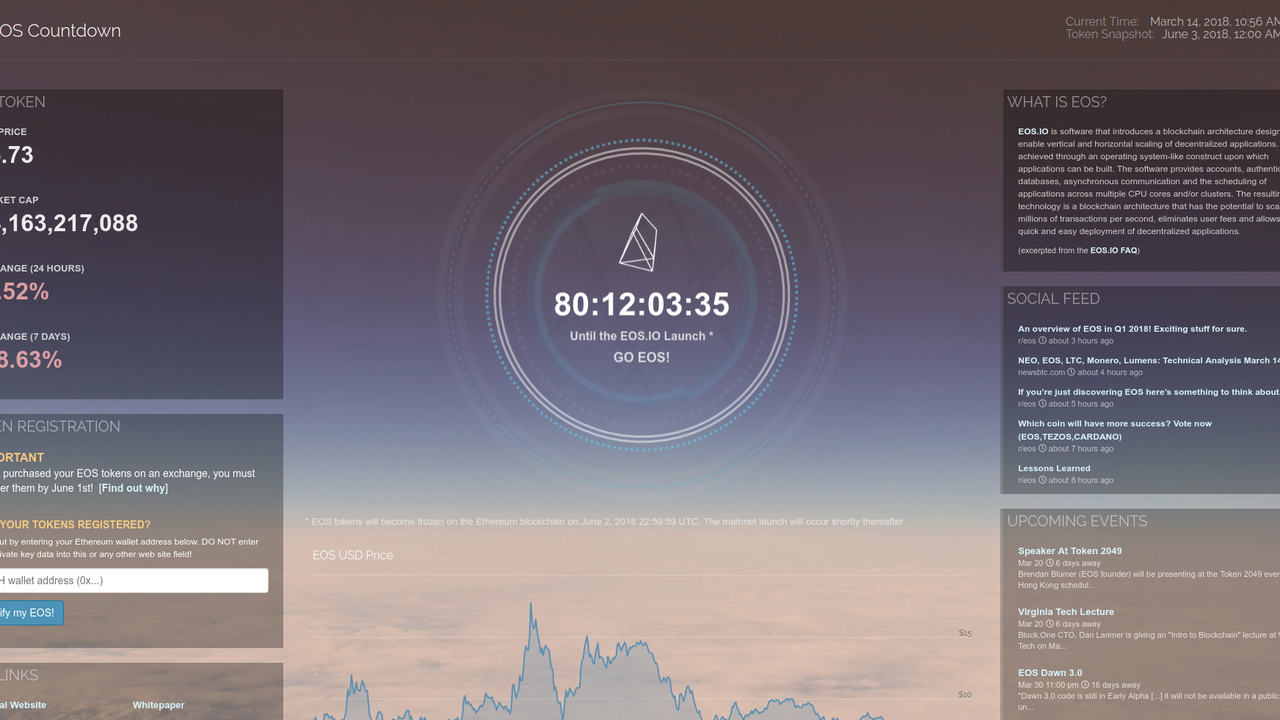 OS Countdown
Current Time: March 14, 2018, 10:56 AM
Token Snapshot: June 3, 2018, 12:00 AM
TOKEN
PRICE
.73
KET CAP
,163,217,088
ANGE (24 HOURS)
.52%
ANGE (7 DAYS)
8.63%
EN REGISTRATION
ORTANT
purchased your EOS tokens on an exchange, you must
er them by June 1st! [Find out why]
YOUR TOKENS REGISTERED?
ut by entering your Ethereum wallet address below. DO NOT enter
ivate key data into this or any other web site field!
H wallet address (0x...)
ify my EOS!
LINKS
al Website
Whitepaper
80:12:03:35
Until the EOS.IO Launch *
GO EOS!
* EOS tokens will become frozen on the Ethereum blockchain on June 2, 2018 22:59:59 UTC. The mainnet launch will occur shortly thereafter.
EOS USD Price
$15
$10
WHAT IS EOS?
EOS.IO is software that introduces a blockchain architecture design
enable vertical and horizontal scaling of decentralized applications.
achieved through an operating system-like construct upon which
applications can be built. The software provides accounts, authentic
databases, asynchronous communication and the scheduling of
applications across multiple CPU cores and/or clusters. The resultin
technology is a blockchain architecture that has the potential to sca
millions of transactions per second, eliminates user fees and allows
quick and easy deployment of decentralized applications.
(excerpted from the EOS.IO FAQ)
SOCIAL FEED
An overview of EOS in Q1 2018! Exciting stuff for sure.
r/eos about 3 hours ago
NEO, EOS, LTC, Monero, Lumens: Technical Analysis March 14
newsbtc.com about 4 hours ago
If you're just discovering EOS here's something to think about
r/eos about 5 hours ago
Which coin will have more success? Vote now
(EOS,TEZOS,CARDANO)
r/eos about 7 hours ago
Lessons Learned
r/eos about 8 hours ago
UPCOMING EVENTS
Speaker At Token 2049
Mar 20 6 days away
Brendan Blumer (EOS founder) will be presenting at the Token 2049 even
Hong Kong schedul...
Virginia Tech Lecture
Mar 20 6 days away
Block.One CTO, Dan Larimer is giving an "Intro to Blockchain" lecture at V
Tech on Ma...
EOS Dawn 3.0
Mar 30 11:00 pm 16 days away
"Dawn 3.0 code is still in Early Alpha [...] it will not be available in a public
un...